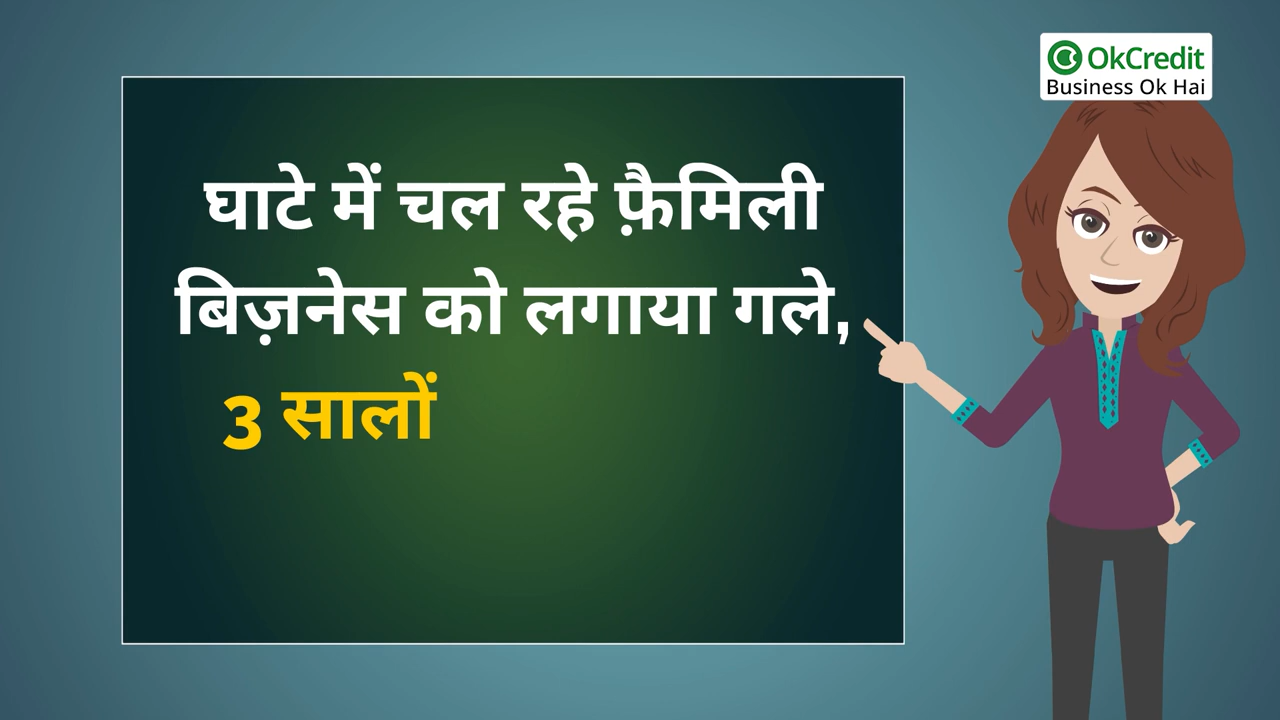 OkCredit
Business Ok Hai
घाटे में चल रहे फ़ैमिली
बिज़नेस को लगाया गले,
3 सालों